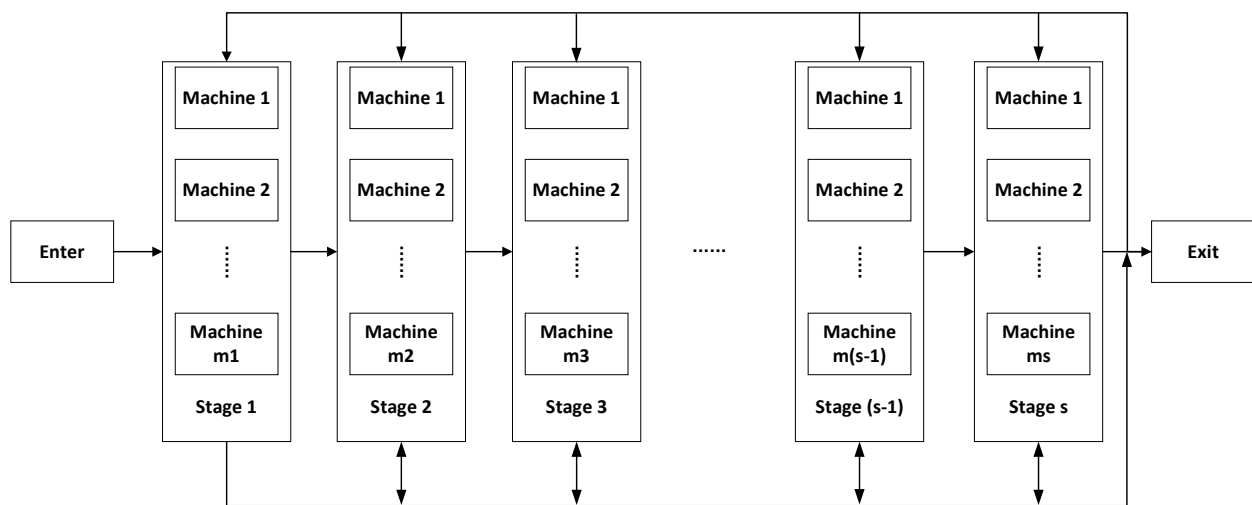 Enter
Machine 1
Machine 2
......
Machine
m1
Stage 1
Machine 1
Machine 2
......
Machine
m2
Stage 2
Machine 1
Machine 2
......
Machine
m3
Stage 3
......
Machine 1
Machine 2
......
Machine
m(s-1)
Stage (s-1)
Machine 1
Machine 2
......
Machine
ms
Stage s
Exit